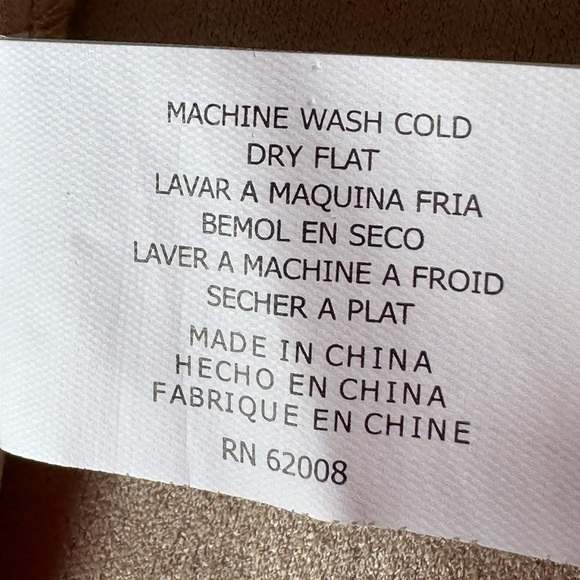 MACHINE WASH COLD
DRY FLAT
LAVAR A MAQUINA FRIA
BEMOL EN SECO
LAVER A MACHINE A FROID
SECHER A PLAT
MADE IN CHINA
HECHO EN CHINA
FABRIQUE EN CHINE
RN 62008